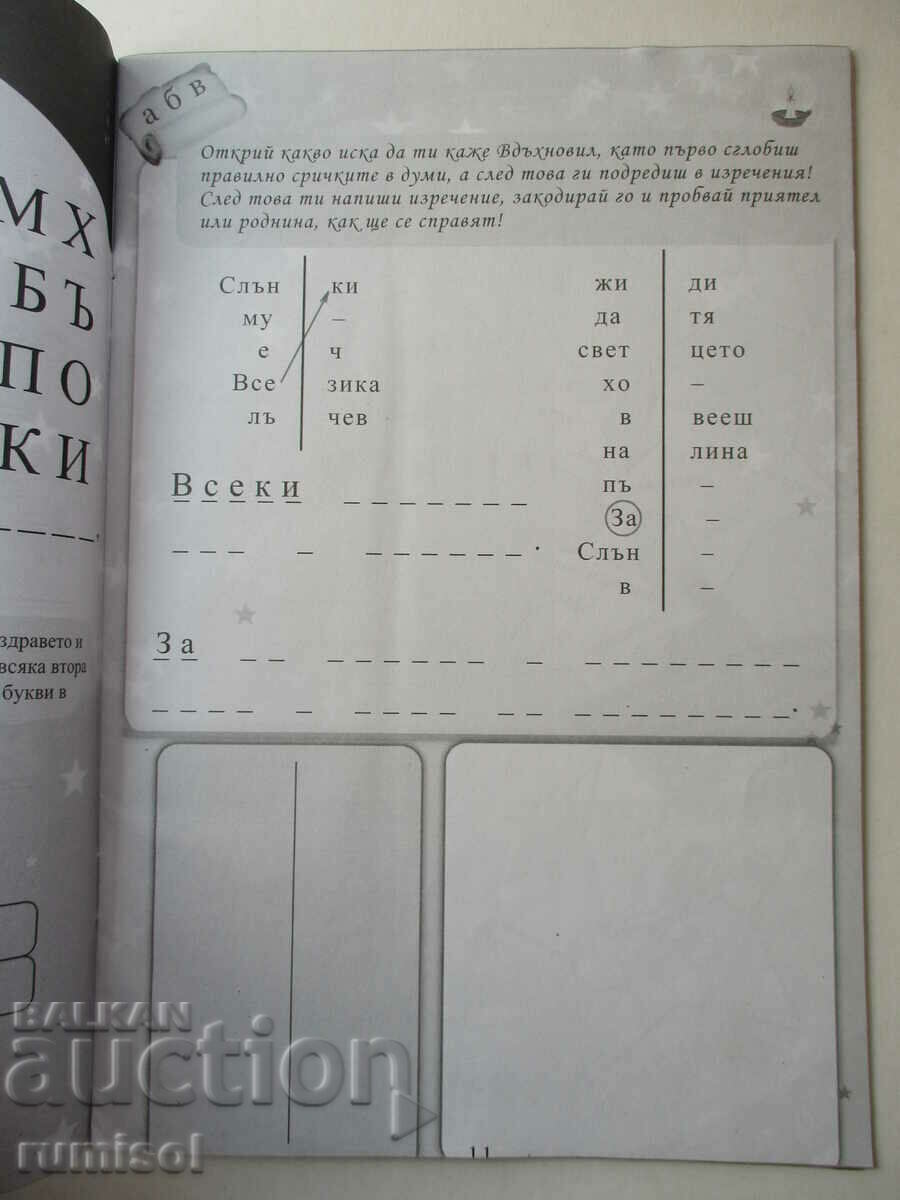 М Х
Б Ъ
П О
К И
здравето и
всяка втора
букви в
а б в
Открий какво иска да ти каже Вдъхновил, като първо сглобиш
правилно сричките в думи, а след това ги подредиш в изречения!
След това ти напиши изречение, закодирай го и пробвай приятел
или роднина, как ще се справят!
Слън ки
му –
е ч
Все зика
лъ чев
жи ди
да тя
свет цето
хо –
в вееш
на лина
пъ –
За –
Слън –
в –
Всеки _ _ _ _ _ _ _
_ _ _ _ _ _ _ _ _ _.
За _ _ _ _ _ _ _ _ _ _ _ _ _ _ _ _ _
_ _ _ _ _ _ _ _ _ _ _ _ _ _ _ _ _ _ _.
11
BALKAN
auction
rumisol